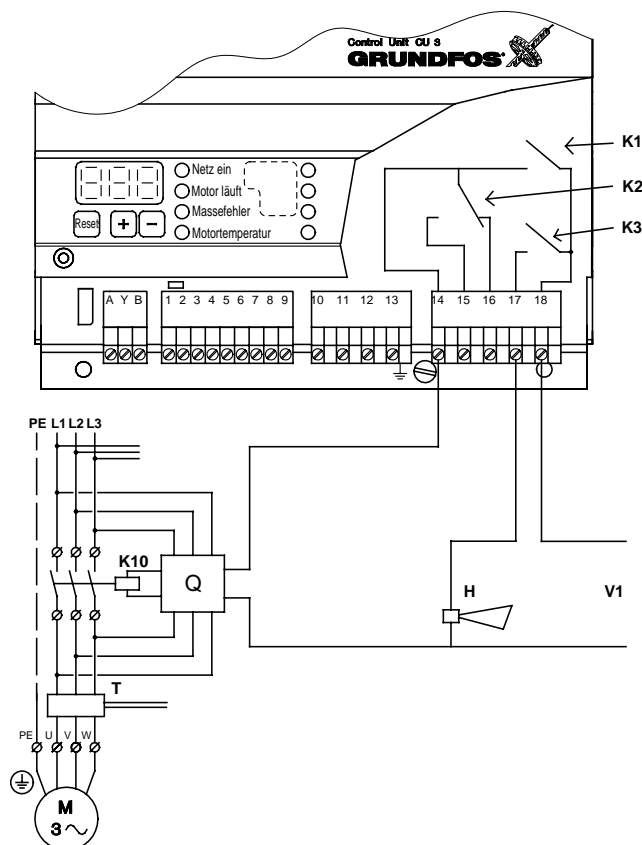 Control Unit CU 3
GRUNDFOS®
K1
K2
K3
Netz ein
Motor läuft
Massefehler
Motortemperatur
Reset + −
A Y B 1 2 3 4 5 6 7 8 9 10 11 12 13 14 15 16 17 18
PE L1 L2 L3
K10
Q
H
V1
T
PE U V W
M
3